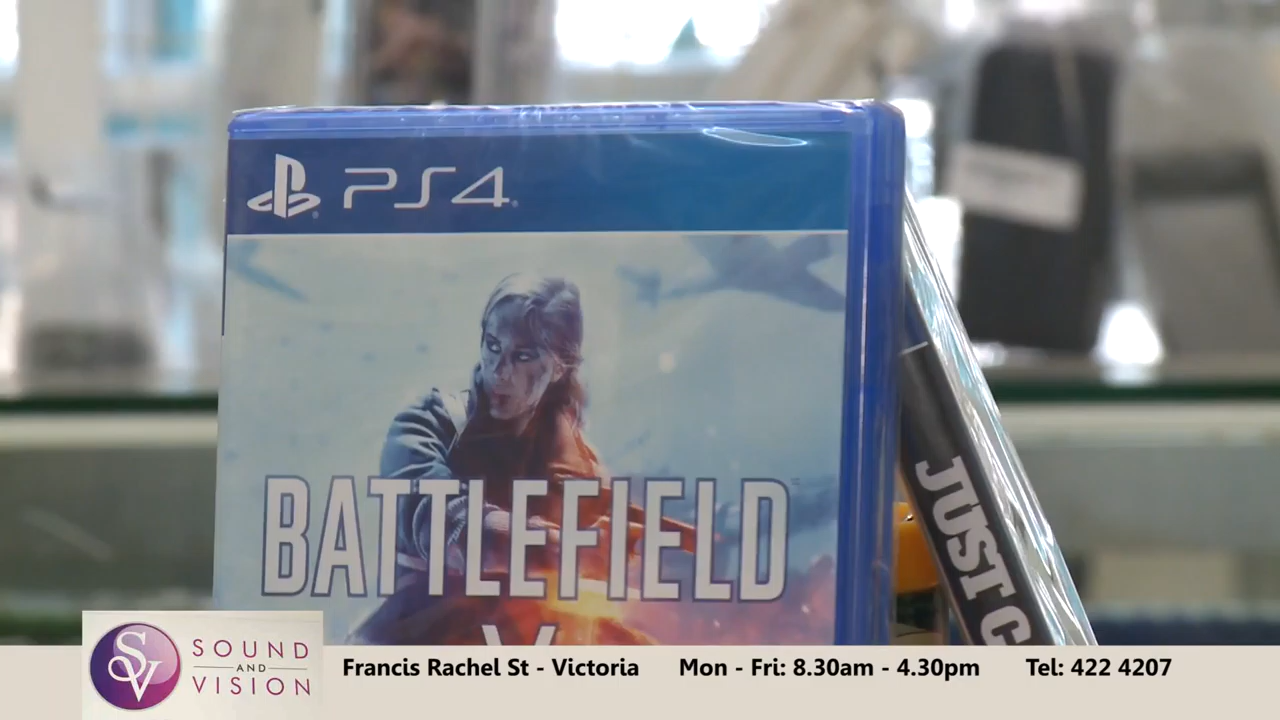 PS4
BATTLEFIELD
V
JUST C
SV
SOUND
AND
VISION
Francis Rachel St - Victoria Mon - Fri: 8.30am - 4.30pm Tel: 422 4207